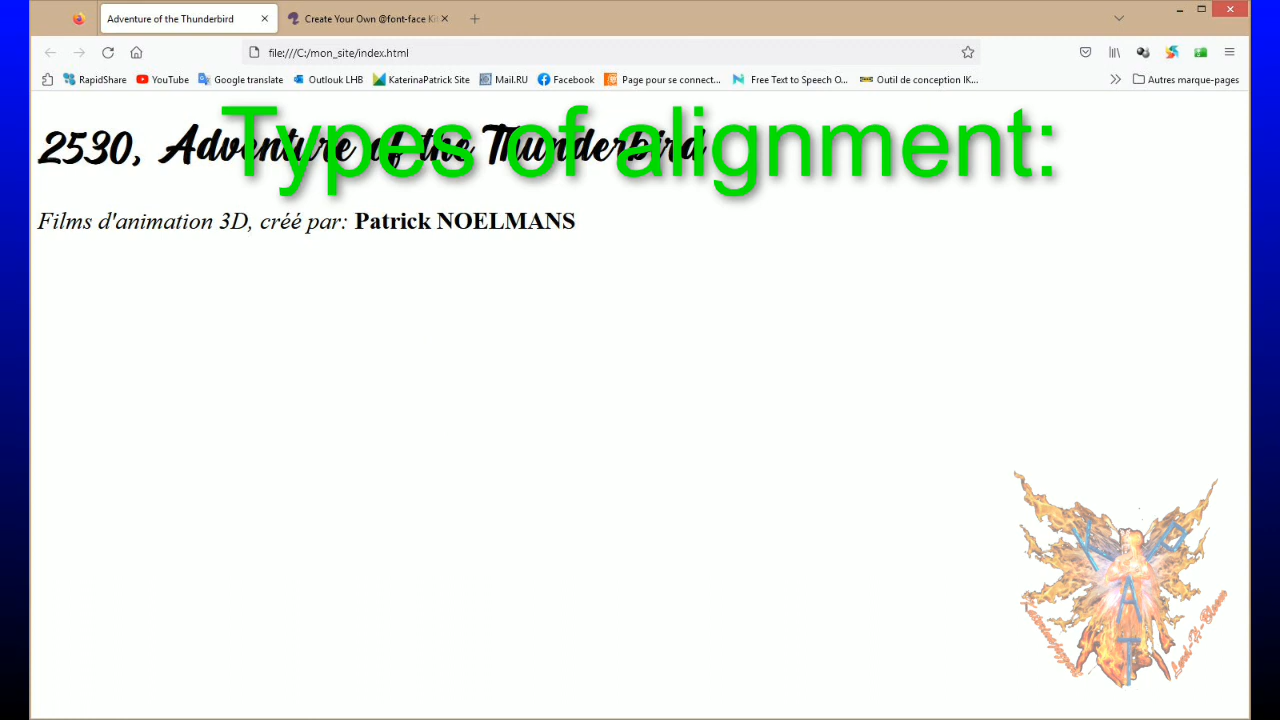 Adventure of the Thunderbird
Create Your Own @font-face Ki
file:///C:/mon_site/index.html
RapidShare YouTube Google translate Outlouk LHB KaterinaPatrick Site Mail.RU Facebook Page pour se connect... Free Text to Speech O... Outil de conception IK... Autres marque-pages
Types of alignment:
2530, Adventure of the Thunderbird
Films d'animation 3D, créé par: Patrick NOELMANS
K P
A
T